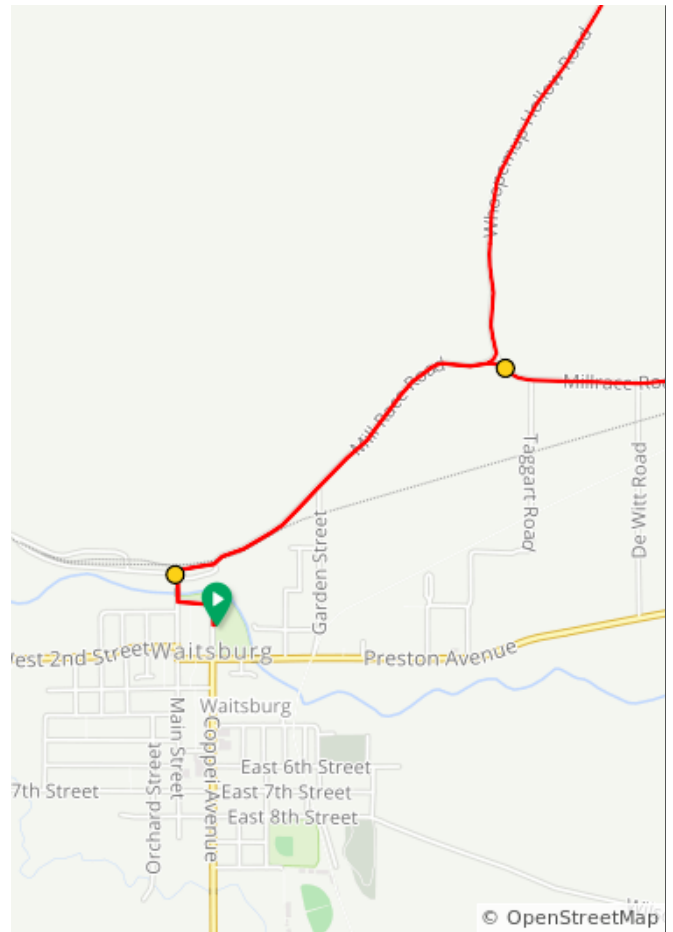 Whoopemup Hollow Road
Mill Race Road
Millrace
Taggart Road
De Witt Road
Garden Street
est 2nd Street
Waitsburg
Preston Avenue
Waitsburg
Main Street
Coppei Avenue
Orchard Street
East 6th Street
7th Street
East 7th Street
East 8th Street
© OpenStreetMap